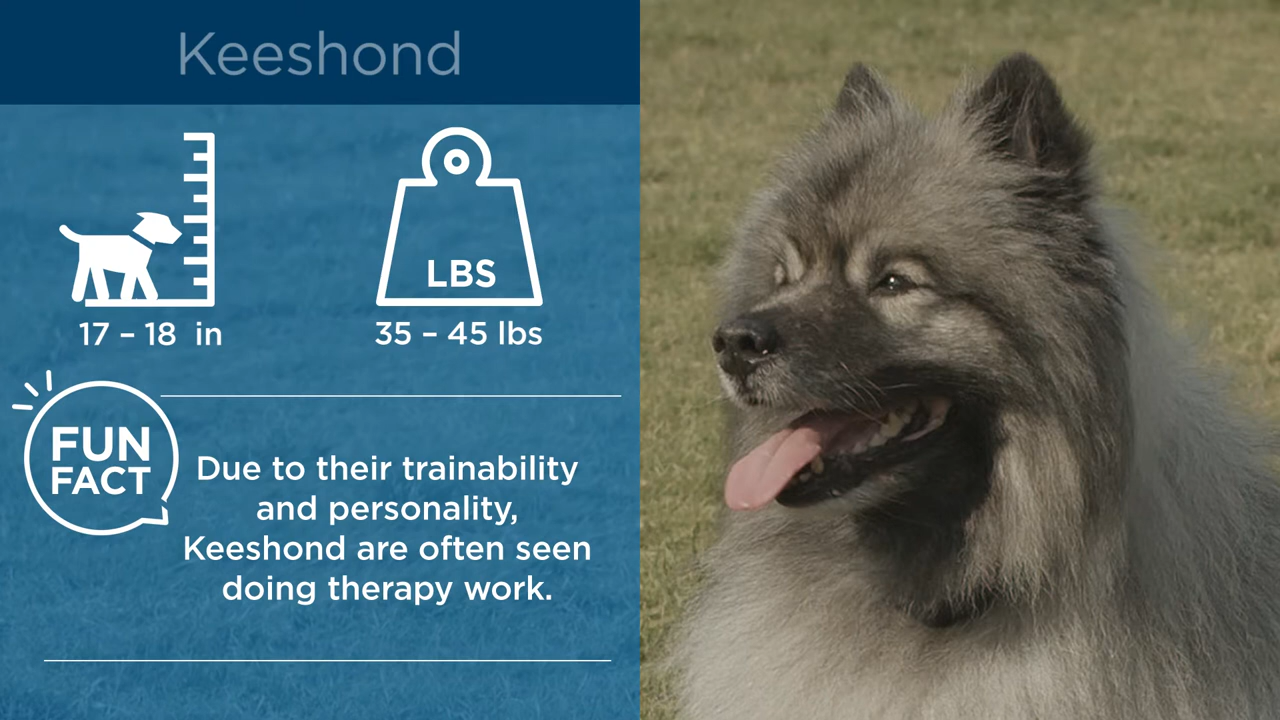 Keeshond
LBS
17 – 18 in
35 – 45 lbs
FUN
FACT
Due to their trainability
and personality,
Keeshond are often seen
doing therapy work.